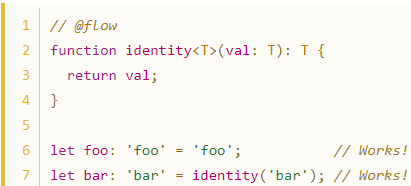 1 // @flow
2 function identity<T>(val: T): T {
3   return val;
4 }
5
6 let foo: 'foo' = 'foo';           // Works!
7 let bar: 'bar' = identity('bar'); // Works!